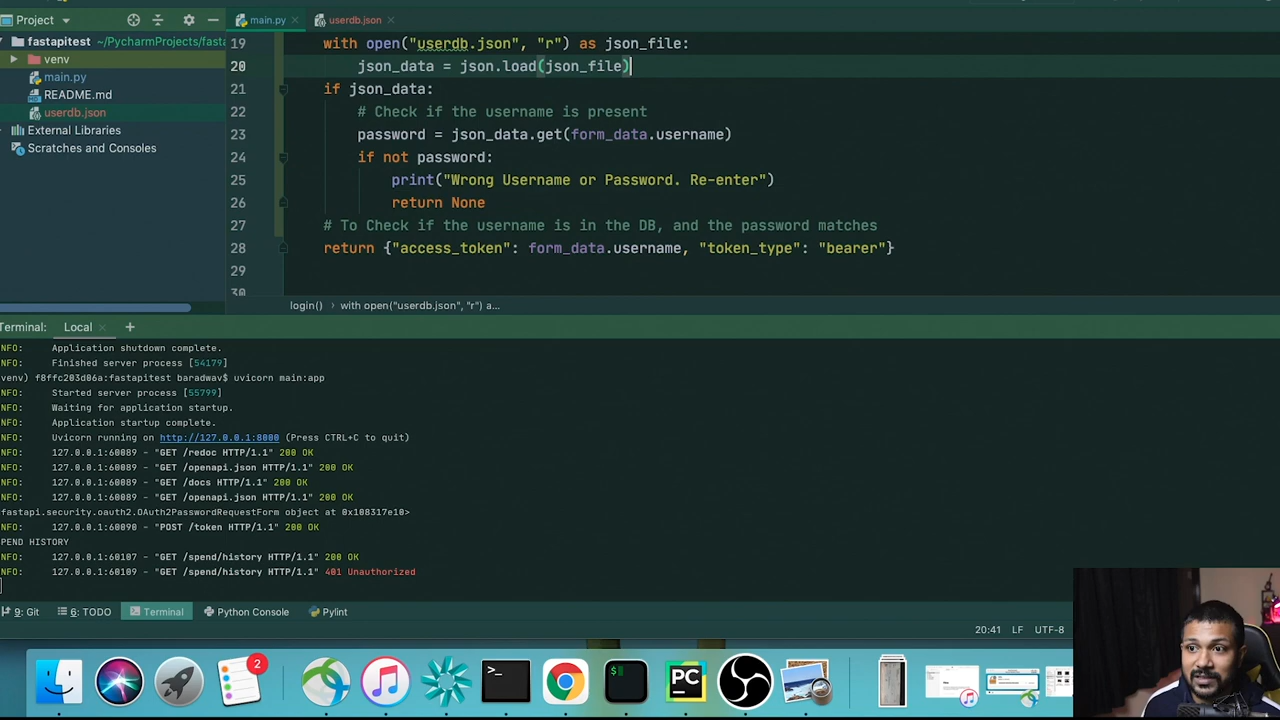 Project
main.py
userdb.json
fastapitest ~/PycharmProjects/fasta
venv
main.py
README.md
userdb.json
External Libraries
Scratches and Consoles
19 with open("userdb.json", "r") as json_file:
20 json_data = json.load(json_file)
21 if json_data:
22 # Check if the username is present
23 password = json_data.get(form_data.username)
24 if not password:
25 print("Wrong Username or Password. Re-enter")
26 return None
27 # To Check if the username is in the DB, and the password matches
28 return {"access_token": form_data.username, "token_type": "bearer"}
29
30
login() › with open("userdb.json", "r") a...
Terminal: Local +
NFO: Application shutdown complete.
NFO: Finished server process [54179]
venv) f8ffc203d06a:fastapitest baradwav$ uvicorn main:app
NFO: Started server process [55799]
NFO: Waiting for application startup.
NFO: Application startup complete.
NFO: Uvicorn running on http://127.0.0.1:8000 (Press CTRL+C to quit)
NFO: 127.0.0.1:60089 - "GET /redoc HTTP/1.1" 200 OK
NFO: 127.0.0.1:60089 - "GET /openapi.json HTTP/1.1" 200 OK
NFO: 127.0.0.1:60089 - "GET /docs HTTP/1.1" 200 OK
NFO: 127.0.0.1:60089 - "GET /openapi.json HTTP/1.1" 200 OK
fastapi.security.oauth2.OAuth2PasswordRequestForm object at 0x108317e10>
NFO: 127.0.0.1:60090 - "POST /token HTTP/1.1" 200 OK
PEND HISTORY
NFO: 127.0.0.1:60107 - "GET /spend/history HTTP/1.1" 200 OK
NFO: 127.0.0.1:60109 - "GET /spend/history HTTP/1.1" 401 Unauthorized
9: Git 6: TODO Terminal Python Console Pylint
20:41 LF UTF-8
2
PC